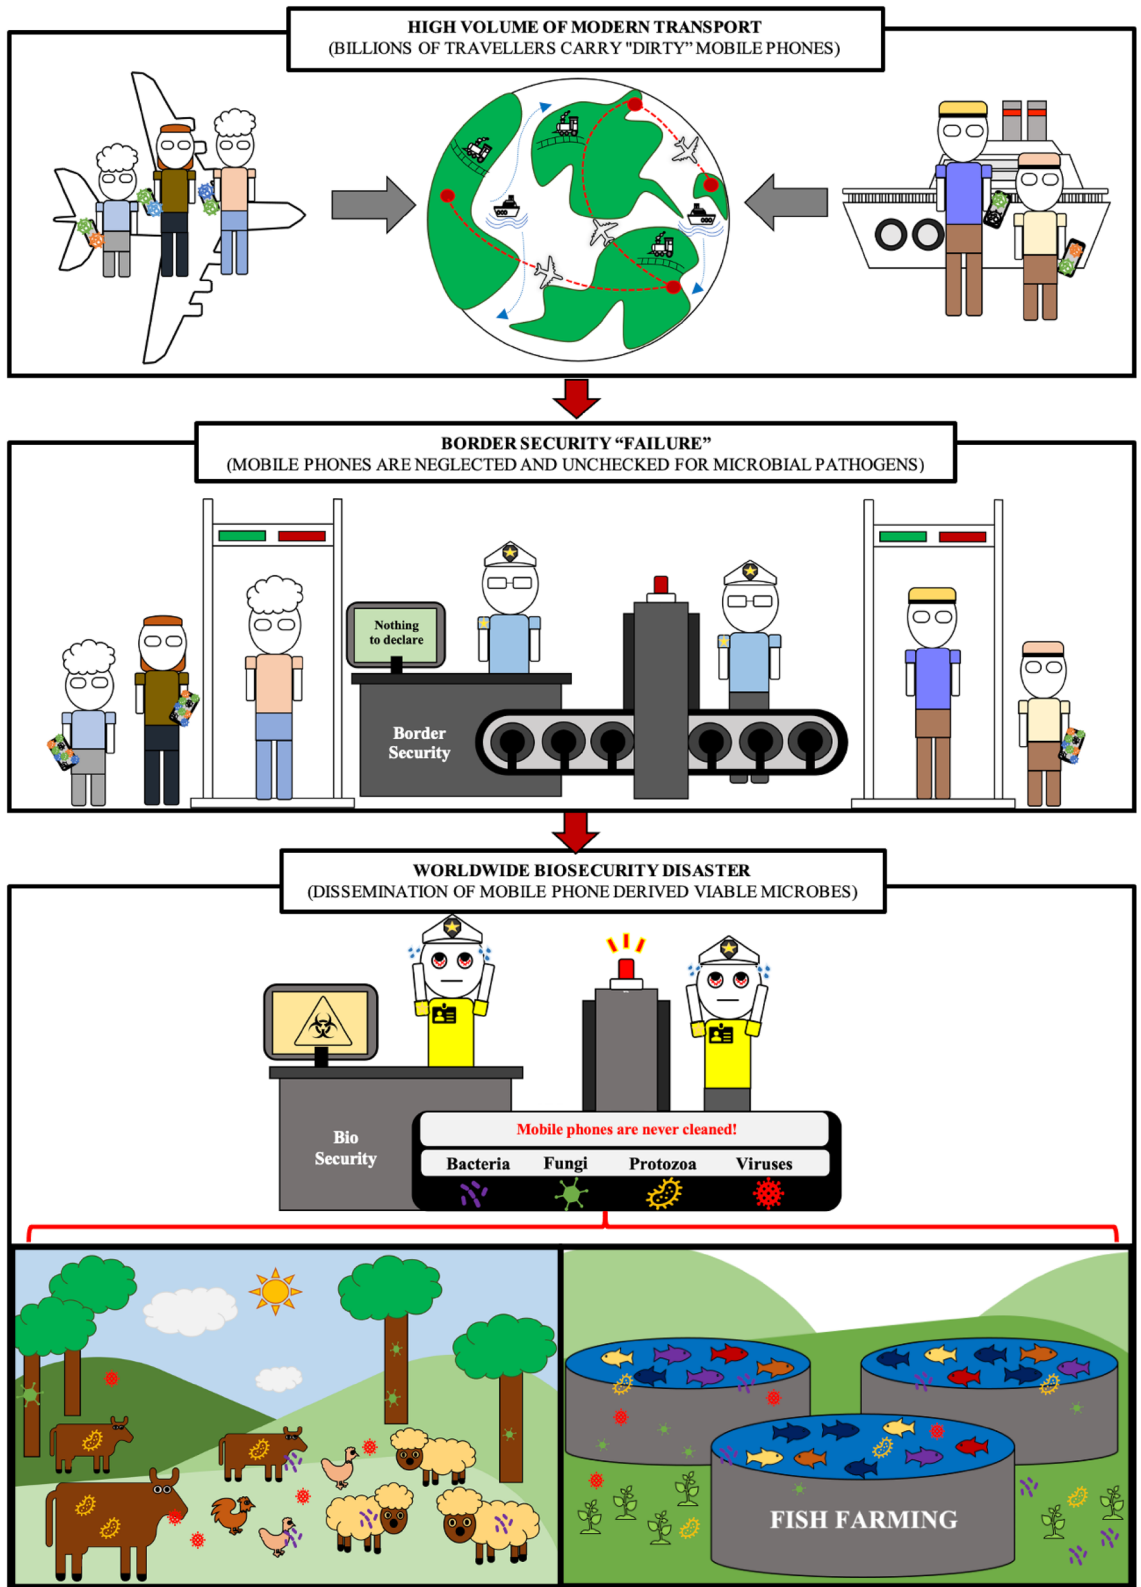 HIGH VOLUME OF MODERN TRANSPORT
(BILLIONS OF TRAVELLERS CARRY "DIRTY” MOBILE PHONES)
BORDER SECURITY “FAILURE”
(MOBILE PHONES ARE NEGLECTED AND UNCHECKED FOR MICROBIAL PATHOGENS)
Nothing
to declare
Border
Security
WORLDWIDE BIOSECURITY DISASTER
(DISSEMINATION OF MOBILE PHONE DERIVED VIABLE MICROBES)
Bio
Security
Mobile phones are never cleaned!
Bacteria Fungi Protozoa Viruses
FISH FARMING